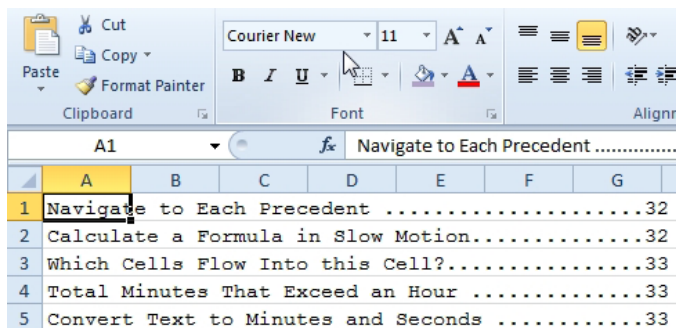 Cut
Copy
Paste
Format Painter
Clipboard
Courier New 11 A A
B I U A
Font
Alignr
A1 fx Navigate to Each Precedent ..............
A B C D E F G
1 Navigate to Each Precedent ......................32
2 Calculate a Formula in Slow Motion...............32
3 Which Cells Flow Into this Cell?.................33
4 Total Minutes That Exceed an Hour ...............33
5 Convert Text to Minutes and Seconds .............33